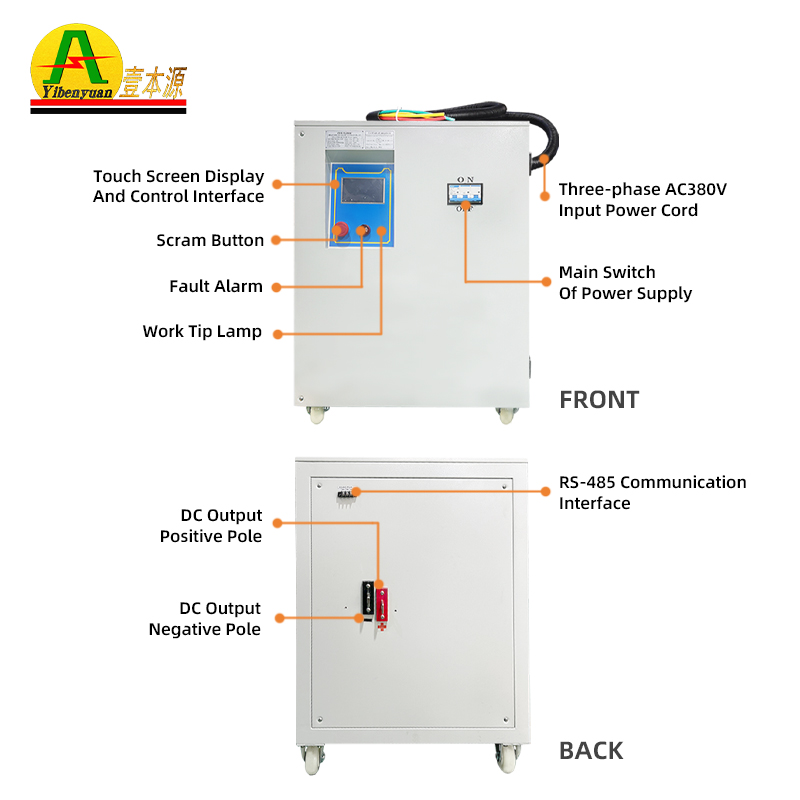 A
Yibenyuan
壹本源
Touch Screen Display
And Control Interface
Scram Button
Fault Alarm
Work Tip Lamp
ON
OFF
Three-phase AC380V
Input Power Cord
Main Switch
Of Power Supply
FRONT
DC Output
Positive Pole
DC Output
Negative Pole
RS-485 Communication
Interface
BACK